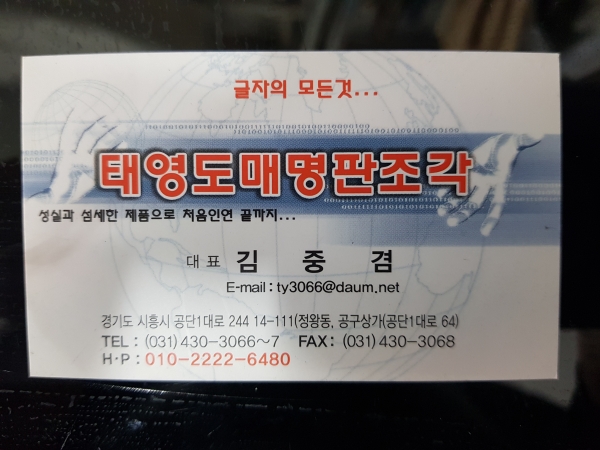 글자의 모든것...
태영도매명판조각
성실과 섬세한 제품으로 처음인연 끝까지...
대표 김중겸
E-mail : ty3066@daum.net
경기도 시흥시 공단1대로 244 14-111(정왕동, 공구상가(공단1대로 64)
TEL : (031) 430-3066~7 FAX: (031) 430-3068
H·P : 010-2222-6480